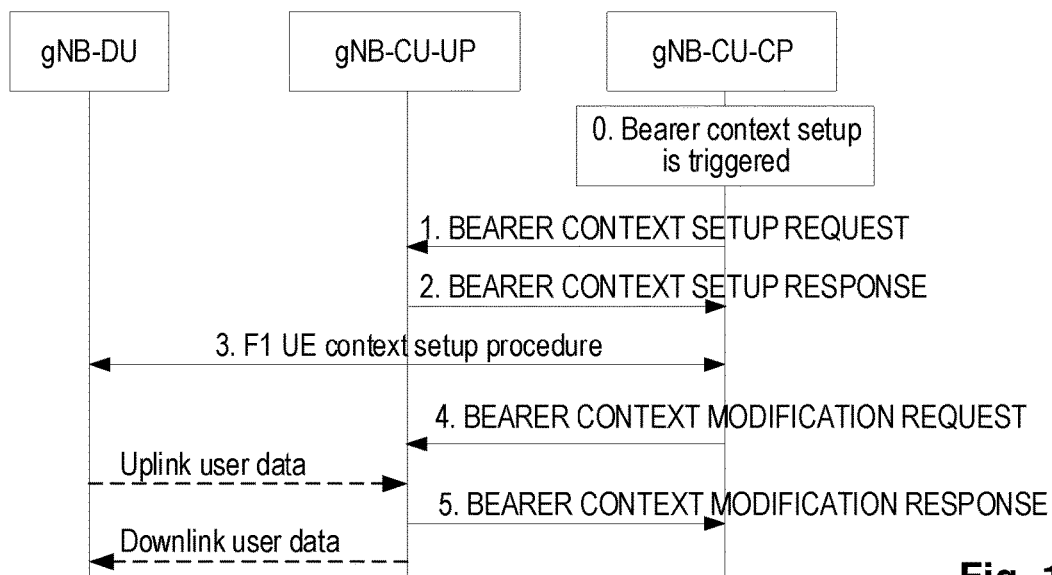 gNB-DU
gNB-CU-UP
gNB-CU-CP
0. Bearer context setup
is triggered
1. BEARER CONTEXT SETUP REQUEST
2. BEARER CONTEXT SETUP RESPONSE
3. F1 UE context setup procedure
4. BEARER CONTEXT MODIFICATION REQUEST
Uplink user data
5. BEARER CONTEXT MODIFICATION RESPONSE
Downlink user data
Fig. 1